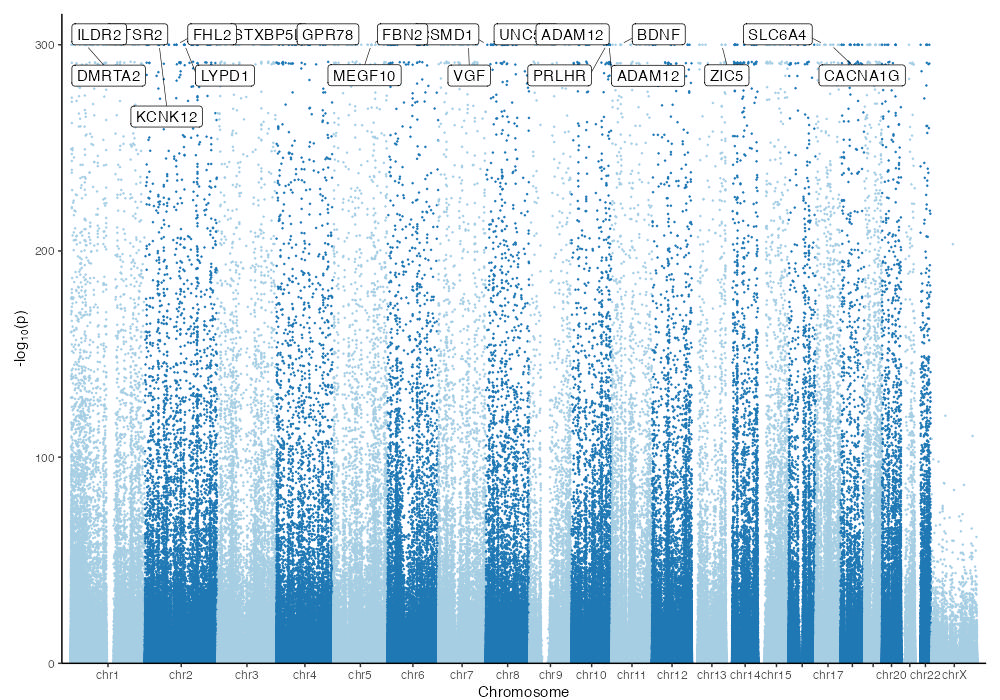 ILDR2 TSR2 FHL2 STXBP5L GPR78 FBN2 CSMD1 ADAM12 BDNF SLC6A4
300
DMRTA2 LYPD1 MEGF10 VGF PRLHR ADAM12 ZIC5 CACNA1G
KCNK12
200
-log10(p)
100
0
chr1 chr2 chr3 chr4 chr5 chr6 chr7 chr8 chr9 chr10 chr11 chr12 chr13 chr14 chr15 chr17 chr20 chr22 chrX
Chromosome